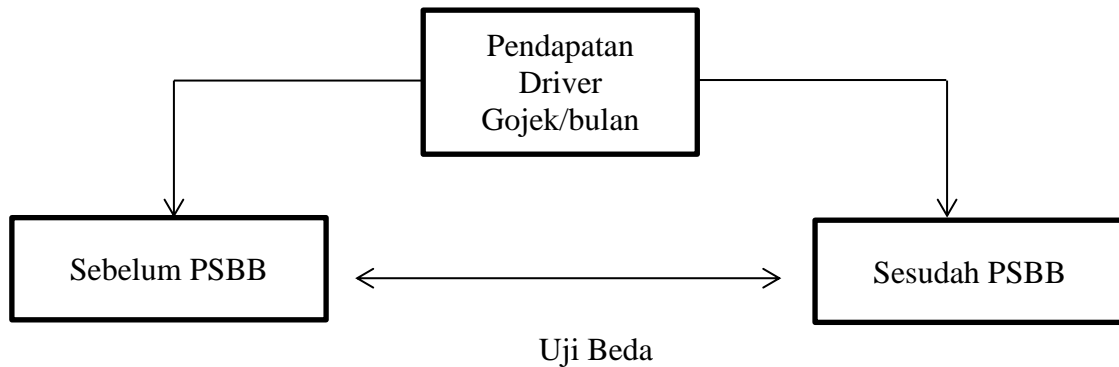 Pendapatan
Driver
Gojek/bulan
Sebelum PSBB
Sesudah PSBB
Uji Beda